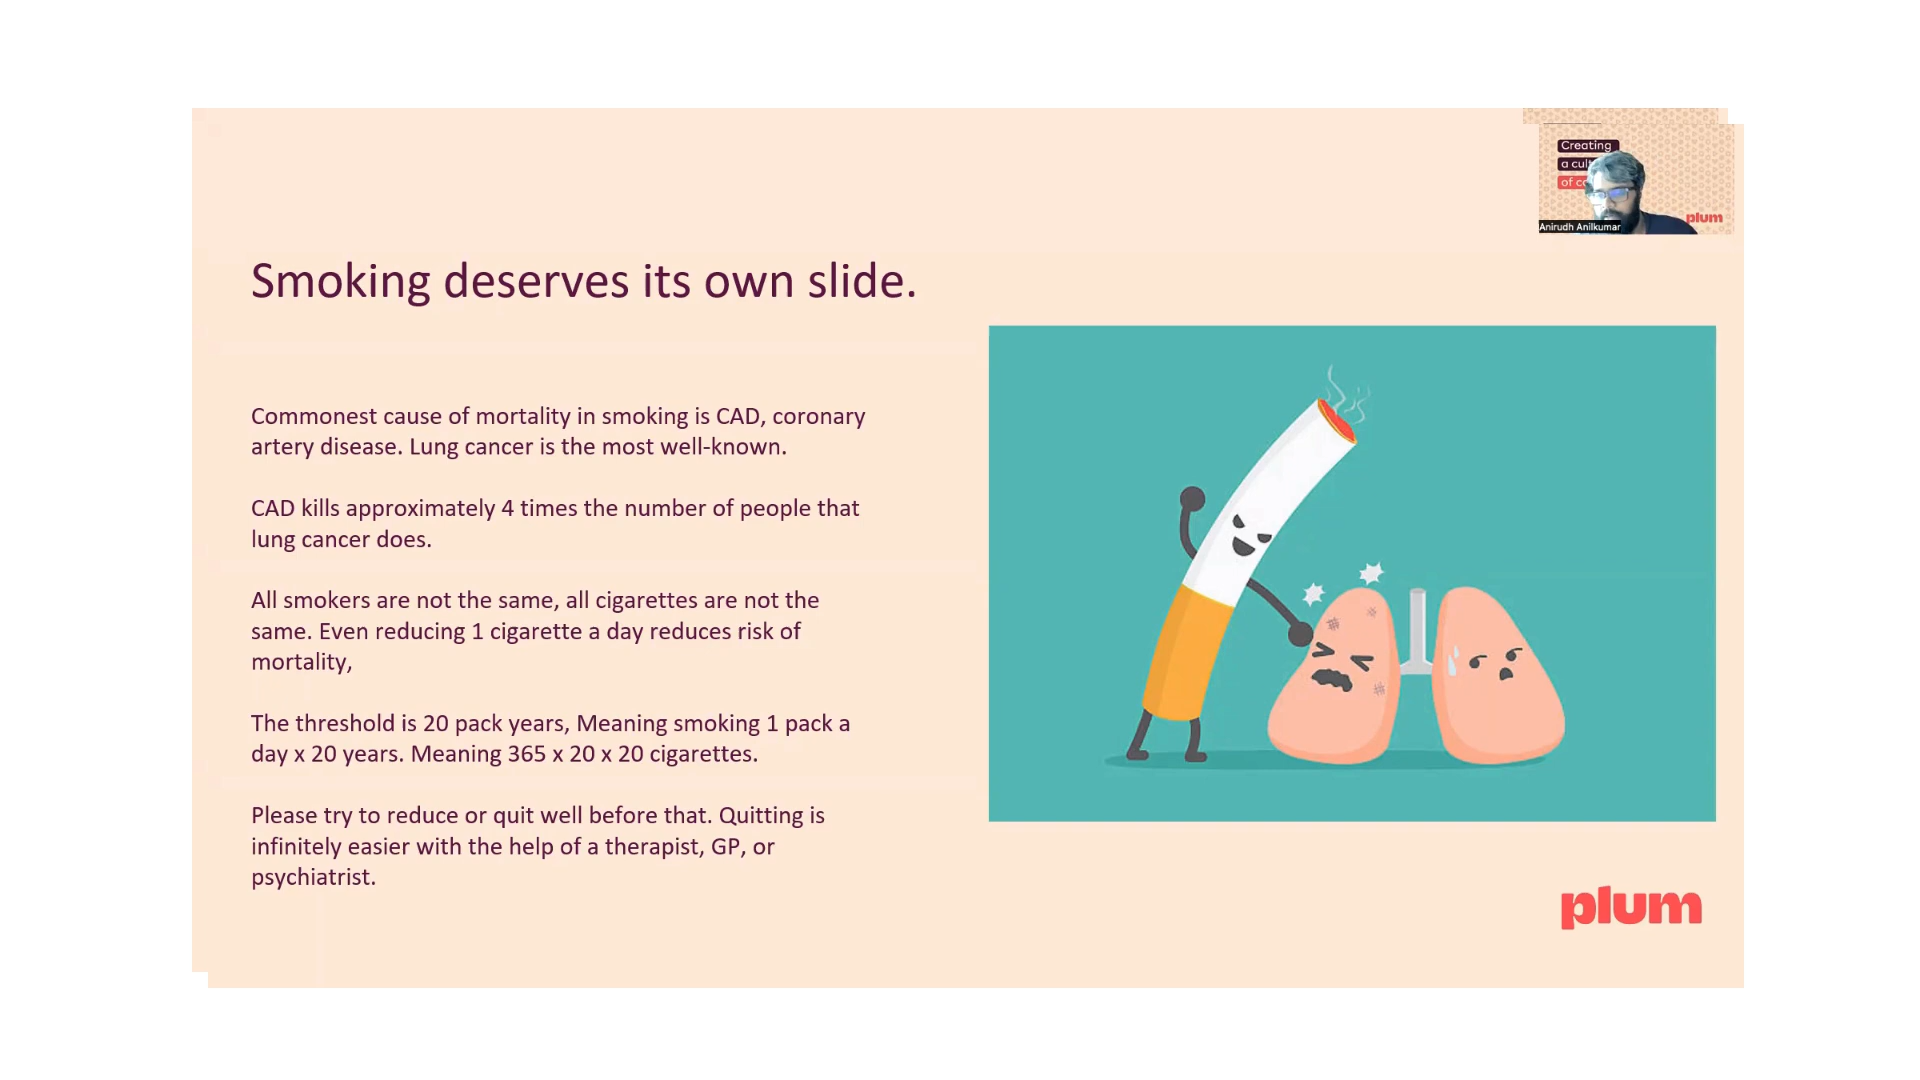 Creating
a cul
of c
plum
Anirudh Anilkumar
Smoking deserves its own slide.
Commonest cause of mortality in smoking is CAD, coronary
artery disease. Lung cancer is the most well-known.
CAD kills approximately 4 times the number of people that
lung cancer does.
All smokers are not the same, all cigarettes are not the
same. Even reducing 1 cigarette a day reduces risk of
mortality,
The threshold is 20 pack years, Meaning smoking 1 pack a
day x 20 years. Meaning 365 x 20 x 20 cigarettes.
Please try to reduce or quit well before that. Quitting is
infinitely easier with the help of a therapist, GP, or
psychiatrist.
plum